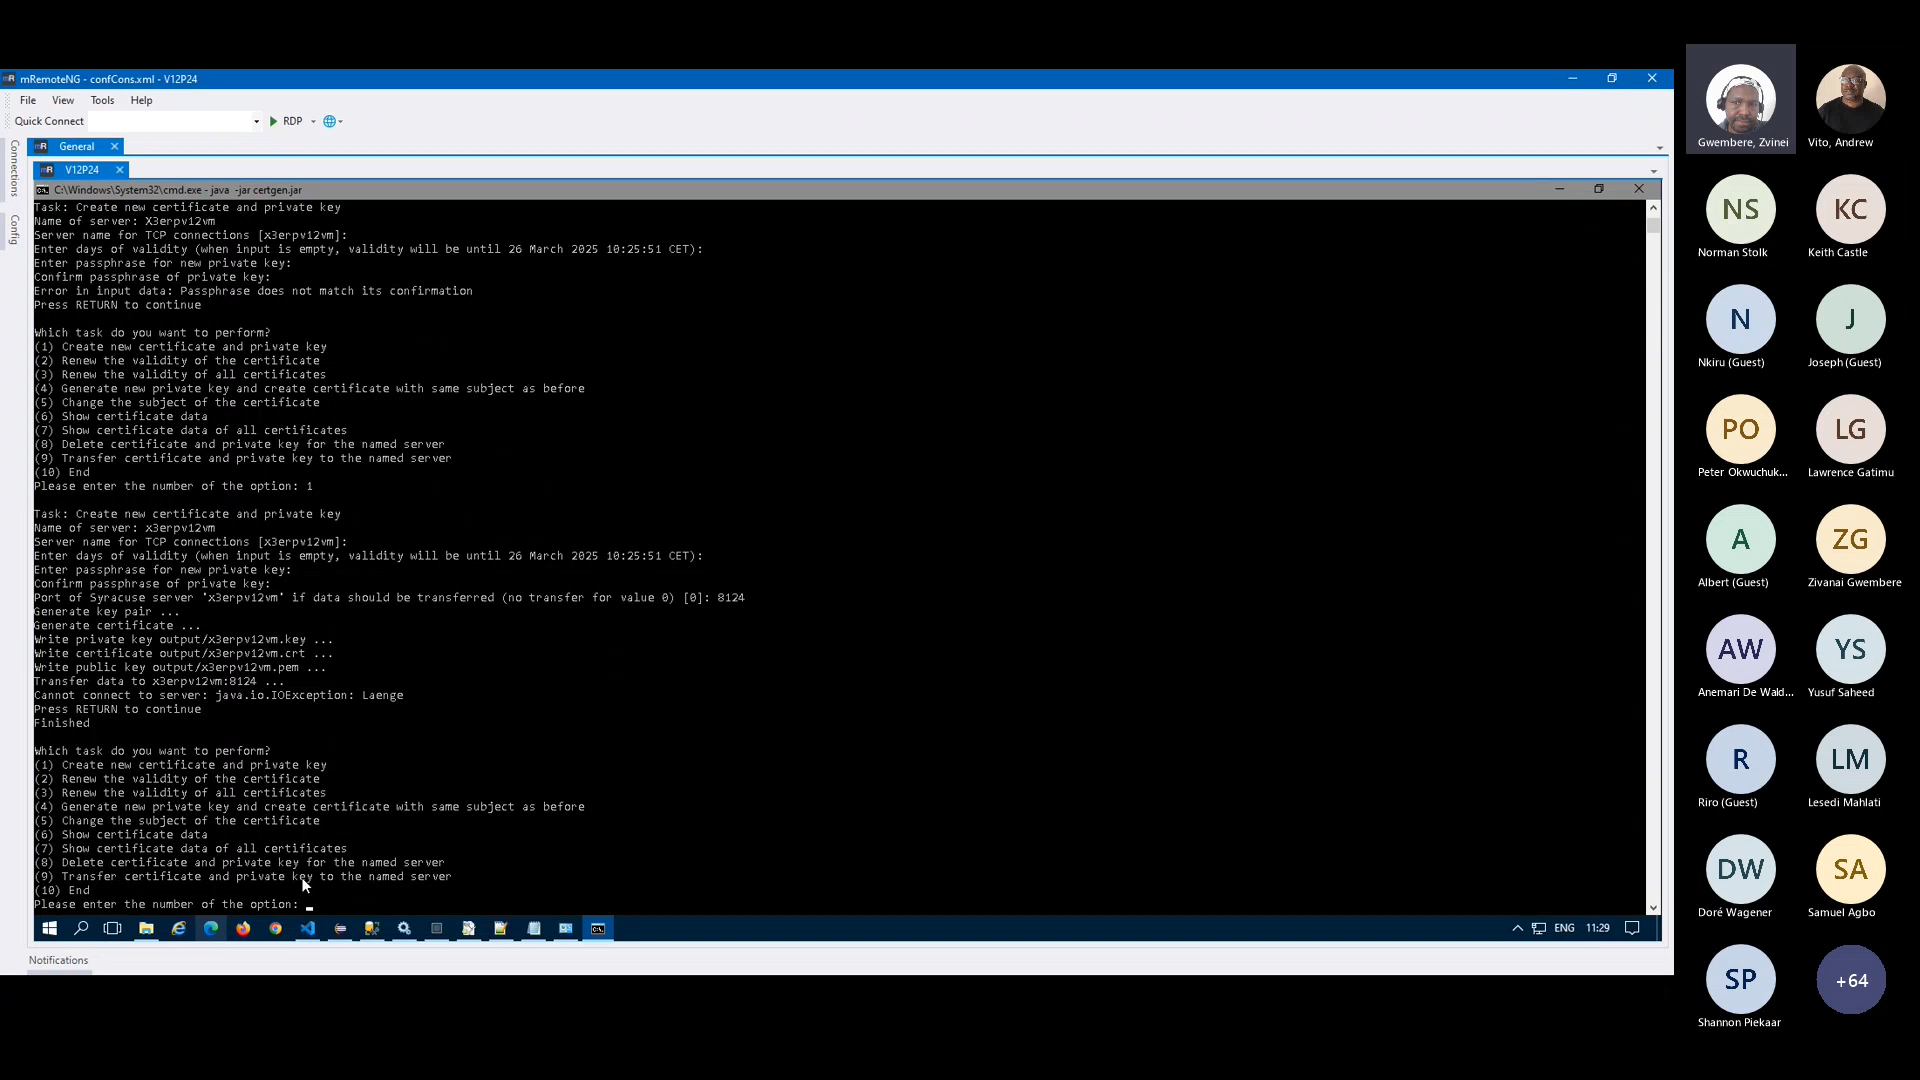 mRemoteNG - confCons.xml - V12P24
File View Tools Help
Quick Connect RDP
Connections
Config
General
V12P24
C:\Windows\System32\cmd.exe - java -jar certgen.jar
Task: Create new certificate and private key
Name of server: X3erpv12vm
Server name for TCP connections [x3erpv12vm]:
Enter days of validity (when input is empty, validity will be until 26 March 2025 10:25:51 CET):
Enter passphrase for new private key:
Confirm passphrase of private key:
Error in input data: Passphrase does not match its confirmation
Press RETURN to continue
Which task do you want to perform?
(1) Create new certificate and private key
(2) Renew the validity of the certificate
(3) Renew the validity of all certificates
(4) Generate new private key and create certificate with same subject as before
(5) Change the subject of the certificate
(6) Show certificate data
(7) Show certificate data of all certificates
(8) Delete certificate and private key for the named server
(9) Transfer certificate and private key to the named server
(10) End
Please enter the number of the option: 1
Task: Create new certificate and private key
Name of server: x3erpv12vm
Server name for TCP connections [x3erpv12vm]:
Enter days of validity (when input is empty, validity will be until 26 March 2025 10:25:51 CET):
Enter passphrase for new private key:
Confirm passphrase of private key:
Port of Syracuse server 'x3erpv12vm' if data should be transferred (no transfer for value 0) [0]: 8124
Generate key pair ...
Generate certificate ...
Write private key output/x3erpv12vm.key ...
Write certificate output/x3erpv12vm.crt ...
Write public key output/x3erpv12vm.pem ...
Transfer data to x3erpv12vm:8124 ...
Cannot connect to server: java.io.IOException: Laenge
Press RETURN to continue
Finished
Which task do you want to perform?
(1) Create new certificate and private key
(2) Renew the validity of the certificate
(3) Renew the validity of all certificates
(4) Generate new private key and create certificate with same subject as before
(5) Change the subject of the certificate
(6) Show certificate data
(7) Show certificate data of all certificates
(8) Delete certificate and private key for the named server
(9) Transfer certificate and private key to the named server
(10) End
Please enter the number of the option:
ENG 11:29
Notifications
Gwembere, Zvinei
Vito, Andrew
NS
Norman Stolk
KC
Keith Castle
N
Nkiru (Guest)
J
Joseph (Guest)
PO
Peter Okwuchuk...
LG
Lawrence Gatimu
A
Albert (Guest)
ZG
Zivanai Gwembere
AW
Anemari De Wald...
YS
Yusuf Saheed
R
Riro (Guest)
LM
Lesedi Mahlati
DW
Doré Wagener
SA
Samuel Agbo
SP
Shannon Piekaar
+64